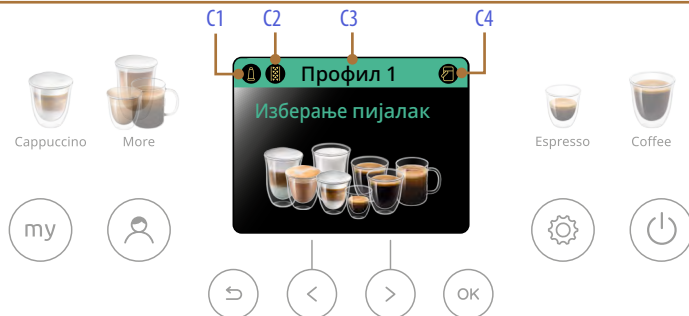 C1 C2 C3 C4
Профил 1
Изберање пијалак
Cappuccino More Espresso Coffee
my
OK